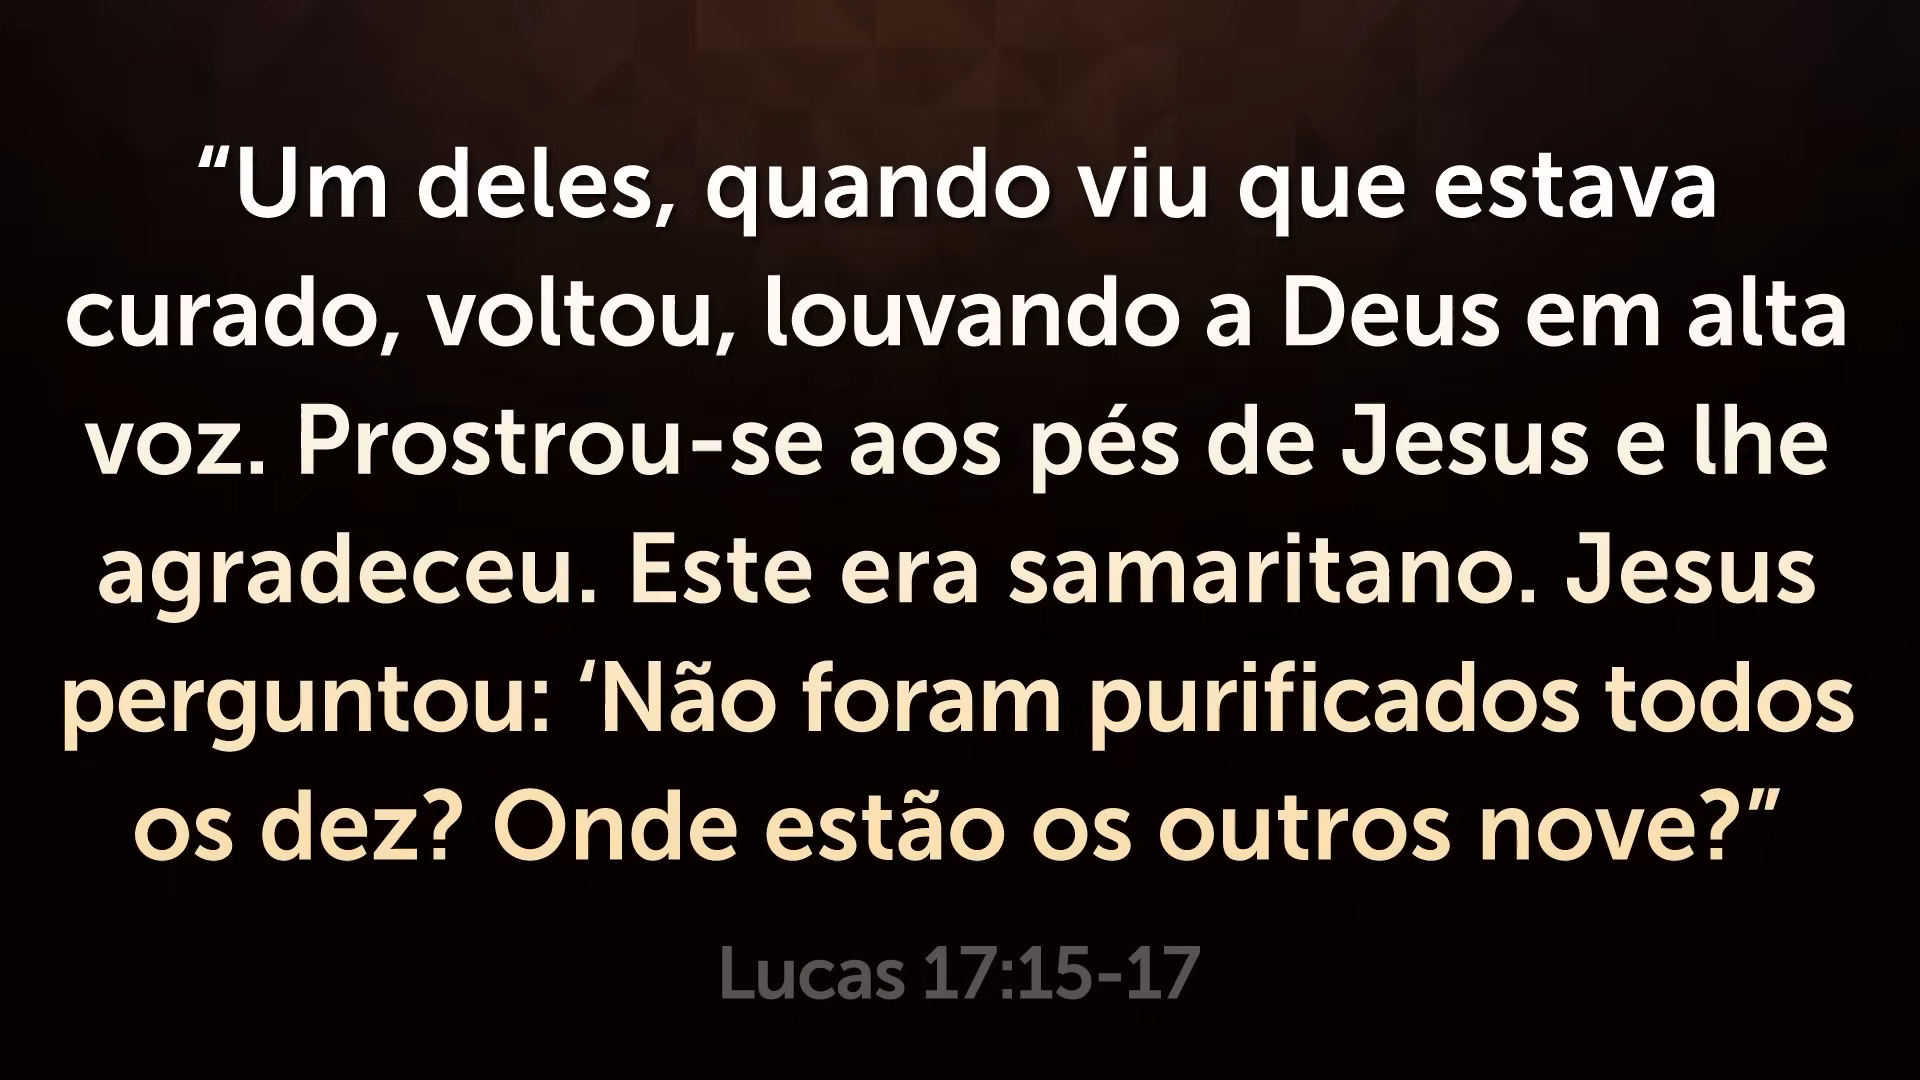 “Um deles, quando viu que estava
curado, voltou, louvando a Deus em alta
voz. Prostrou-se aos pés de Jesus e lhe
agradeceu. Este era samaritano. Jesus
perguntou: ‘Não foram purificados todos
os dez? Onde estão os outros nove?”
Lucas 17:15-17